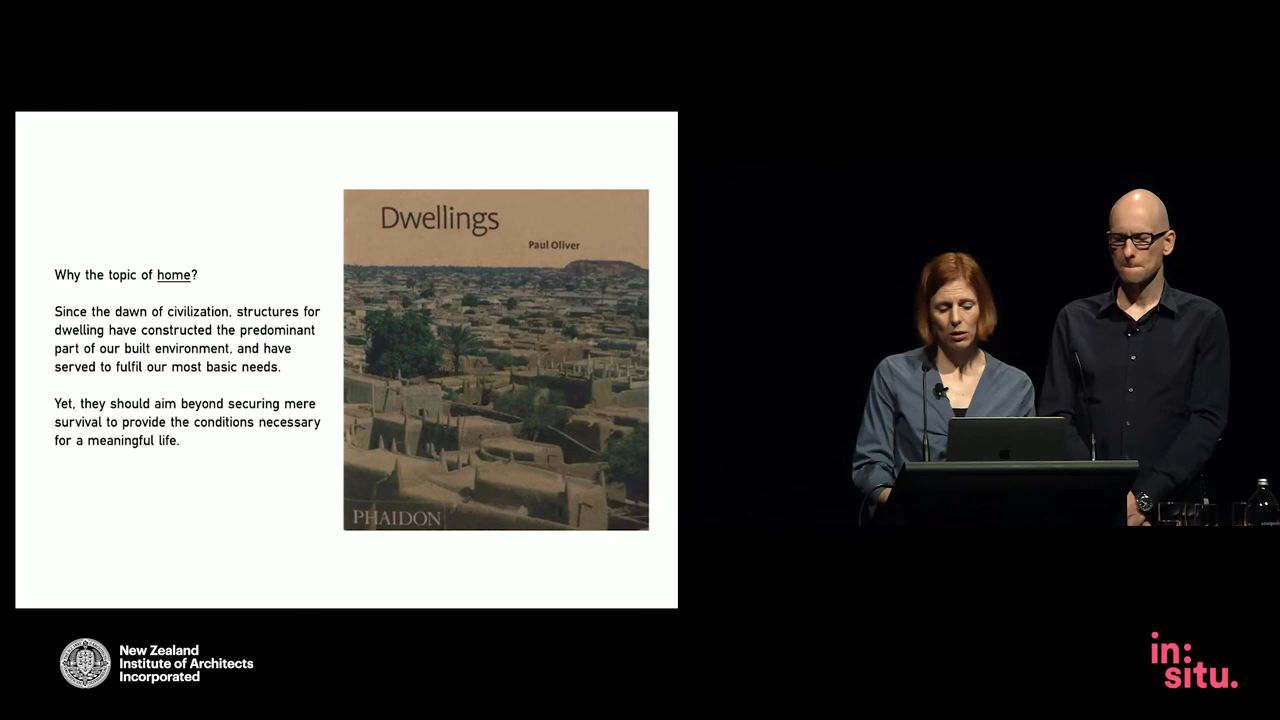 Why the topic of home?
Since the dawn of civilization, structures for
dwelling have constructed the predominant
part of our built environment, and have
served to fulfil our most basic needs.
Yet, they should aim beyond securing mere
survival to provide the conditions necessary
for a meaningful life.
Dwellings
Paul Oliver
PHAIDON
New Zealand
Institute of Architects
Incorporated
in:
situ.